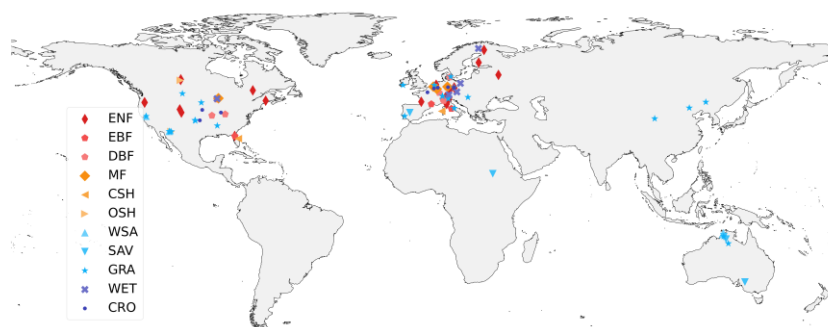 ENF
EBF
DBF
MF
CSH
OSH
WSA
SAV
GRA
WET
CRO